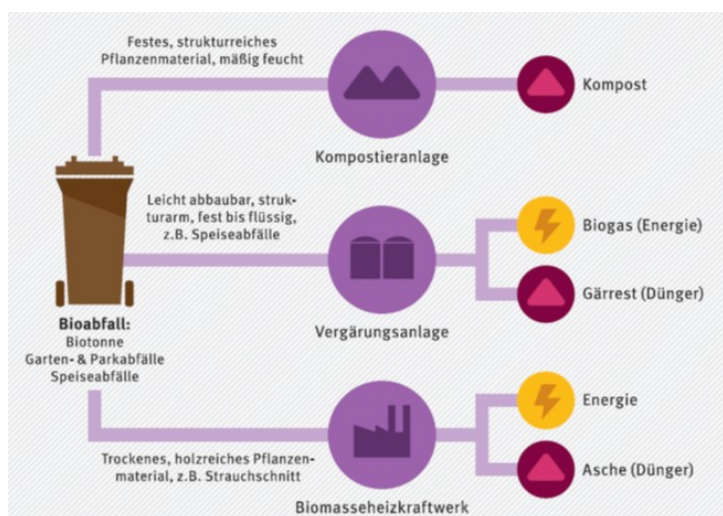 Festes, strukturreiches
Pflanzenmaterial, mäßig feucht
Kompostieranlage
Kompost
Leicht abbaubar, struk-
turarm, fest bis flüssig,
z.B. Speiseabfälle
Vergärungsanlage
Biogas (Energie)
Gärrest (Dünger)
Bioabfall:
Biotonne
Garten- & Parkabfälle
Speiseabfälle
Trockenes, holzreiches Pflanzen-
material, z.B. Strauchschnitt
Biomasseheizkraftwerk
Energie
Asche (Dünger)